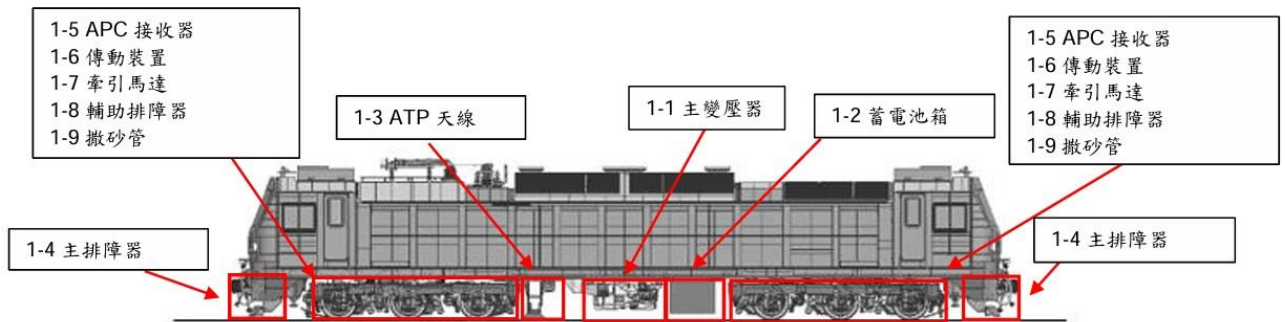 1-5 APC 接收器
1-6 傳動裝置
1-7 牽引馬達
1-8 輔助排障器
1-9 撒砂管
1-3 ATP 天線
1-1 主變壓器
1-2 蓄電池箱
1-5 APC 接收器
1-6 傳動裝置
1-7 牽引馬達
1-8 輔助排障器
1-9 撒砂管
1-4 主排障器
1-4 主排障器